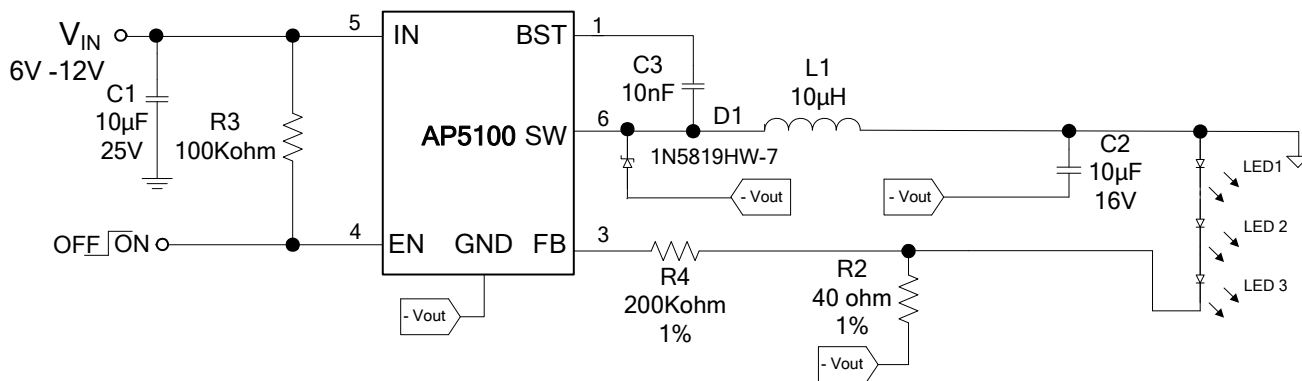 V_IN
6V -12V
5
IN
BST
1
C1
10µF
25V
R3
100Kohm
C3
10nF
L1
10µH
AP5100
SW
6
D1
1N5819HW-7
- Vout
- Vout
C2
10µF
16V
LED1
LED 2
LED 3
OFF ON
4
EN
GND
FB
3
R4
200Kohm
1%
R2
40 ohm
1%
- Vout
- Vout